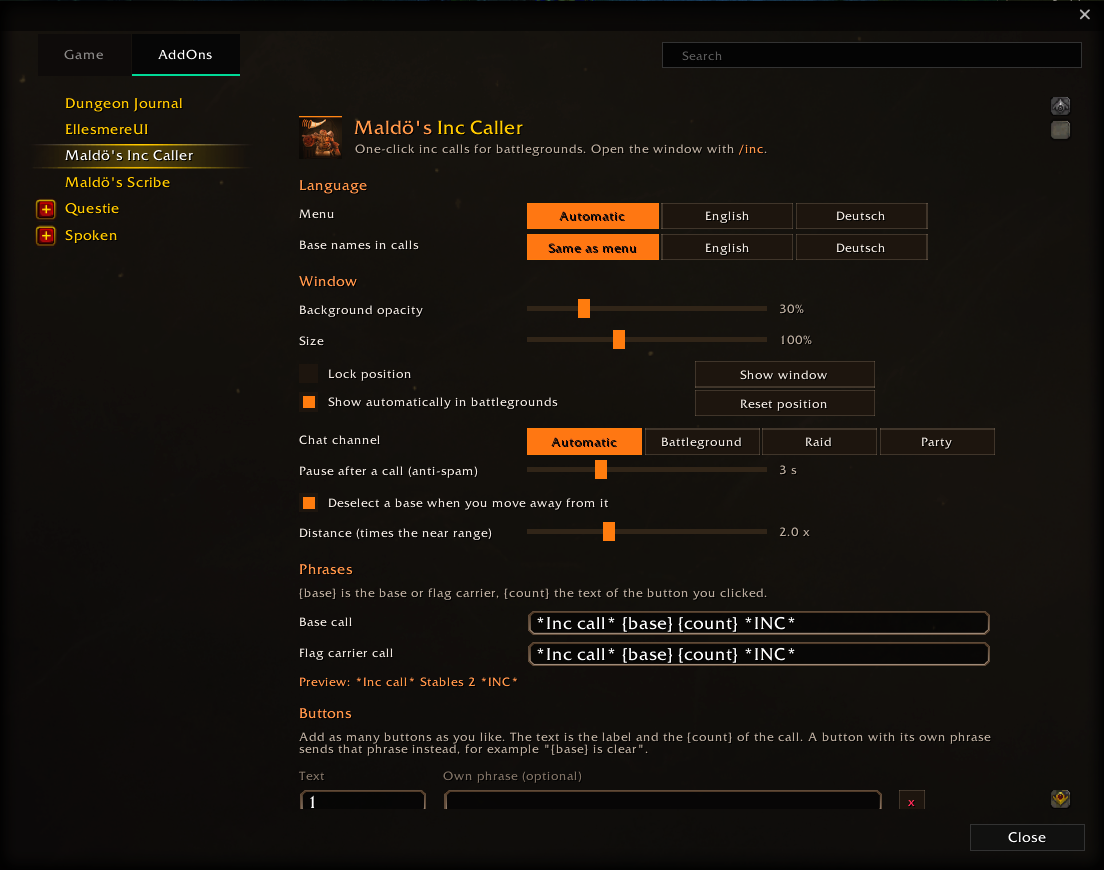 Game
AddOns
Search
Dungeon Journal
EllesmereUI
Maldö's Inc Caller
Maldö's Scribe
Questie
Spoken
Maldö's Inc Caller
One-click inc calls for battlegrounds. Open the window with /inc.
Language
Menu
Automatic
English
Deutsch
Base names in calls
Same as menu
English
Deutsch
Window
Background opacity
30%
Size
100%
Lock position
Show window
Show automatically in battlegrounds
Reset position
Chat channel
Automatic
Battleground
Raid
Party
Pause after a call (anti-spam)
3 s
Deselect a base when you move away from it
Distance (times the near range)
2.0 x
Phrases
{base} is the base or flag carrier, {count} the text of the button you clicked.
Base call
*Inc call* {base} {count} *INC*
Flag carrier call
*Inc call* {base} {count} *INC*
Preview: *Inc call* Stables 2 *INC*
Buttons
Add as many buttons as you like. The text is the label and the {count} of the call. A button with its own phrase
sends that phrase instead, for example "{base} is clear".
Text
Own phrase (optional)
1
x
Close